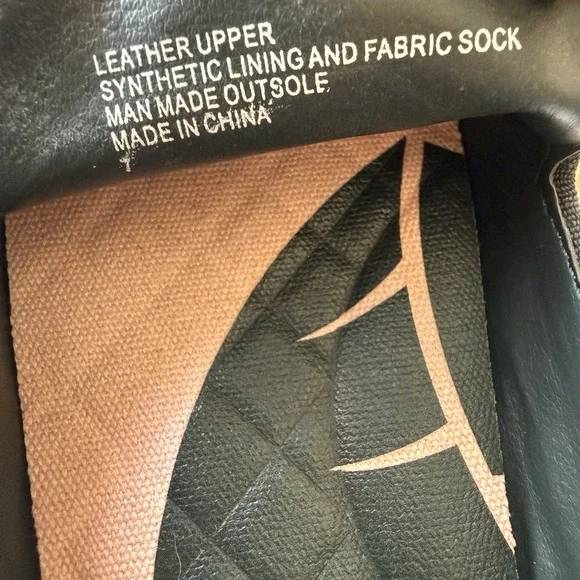 LEATHER UPPER
SYNTHETIC LINING AND FABRIC SOCK
MAN MADE OUTSOLE
MADE IN CHINA